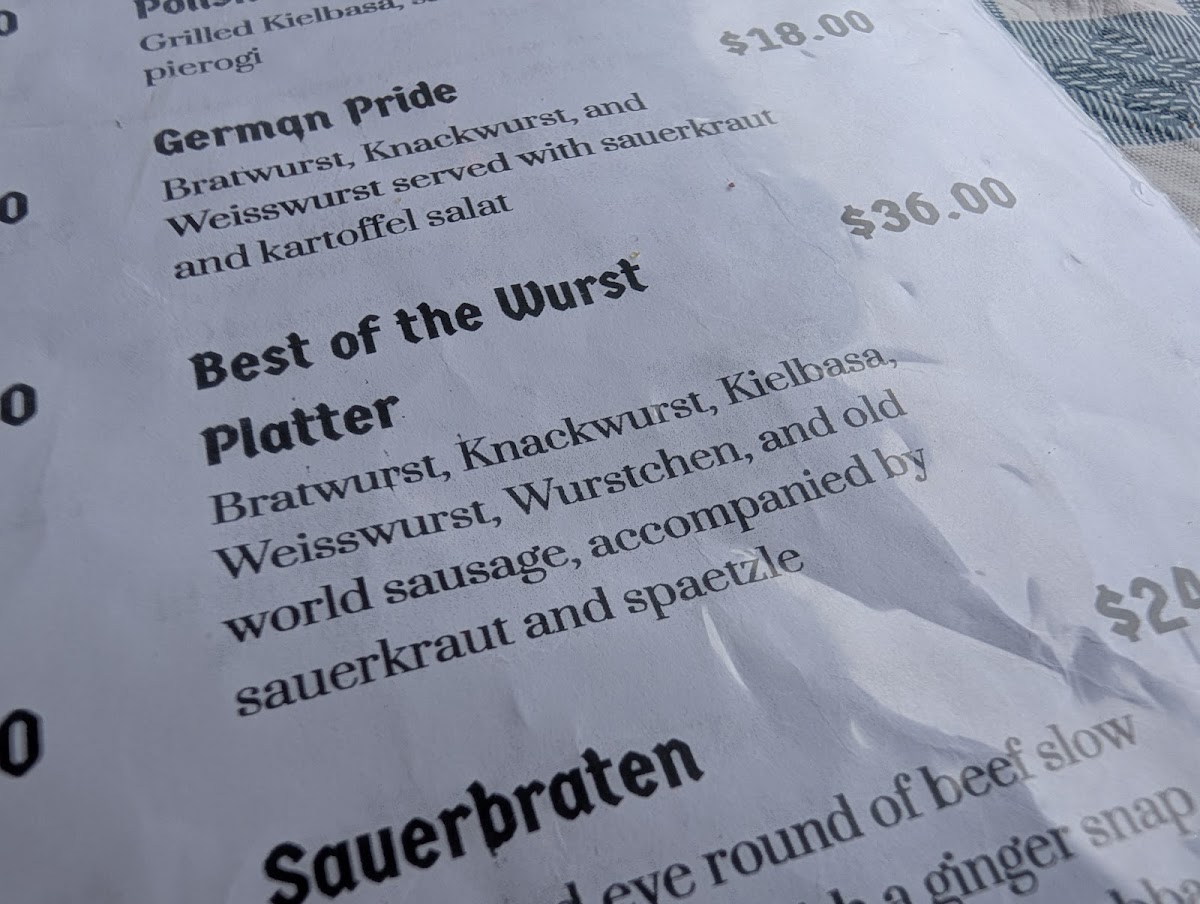 Grilled Kielbasa,
pierogi
German Pride $18.00
Bratwurst, Knackwurst, and
Weisswurst served with sauerkraut
and kartoffel salat
Best of the Wurst $36.00
Platter
Bratwurst, Knackwurst, Kielbasa,
Weisswurst, Wurstchen, and old
world sausage, accompanied by
sauerkraut and spaetzle
Sauerbraten
eye round of beef slow
a ginger snap